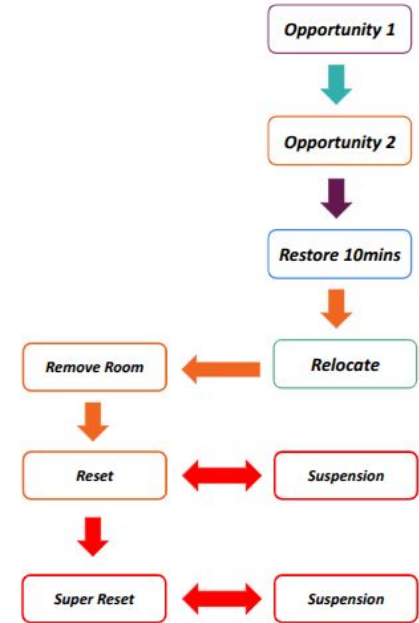 Opportunity 1
Opportunity 2
Restore 10mins
Relocate
Remove Room
Reset
Suspension
Super Reset
Suspension